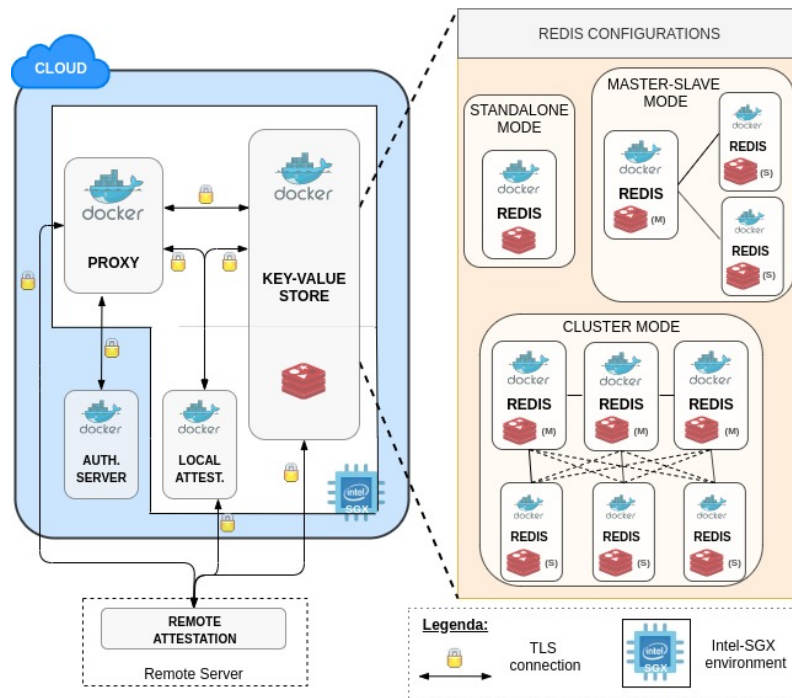 CLOUD
docker
PROXY
docker
KEY-VALUE
STORE
docker
AUTH.
SERVER
docker
LOCAL
ATTEST.
intel
SGX
REMOTE
ATTESTATION
Remote Server
REDIS CONFIGURATIONS
STANDALONE
MODE
docker
REDIS
MASTER-SLAVE
MODE
docker
REDIS
(M)
docker
REDIS
(S)
docker
REDIS
(S)
CLUSTER MODE
docker
REDIS
(M)
docker
REDIS
(M)
docker
REDIS
(M)
docker
REDIS
(S)
docker
REDIS
(S)
docker
REDIS
(S)
Legenda:
TLS
connection
intel
SGX
Intel-SGX
environment